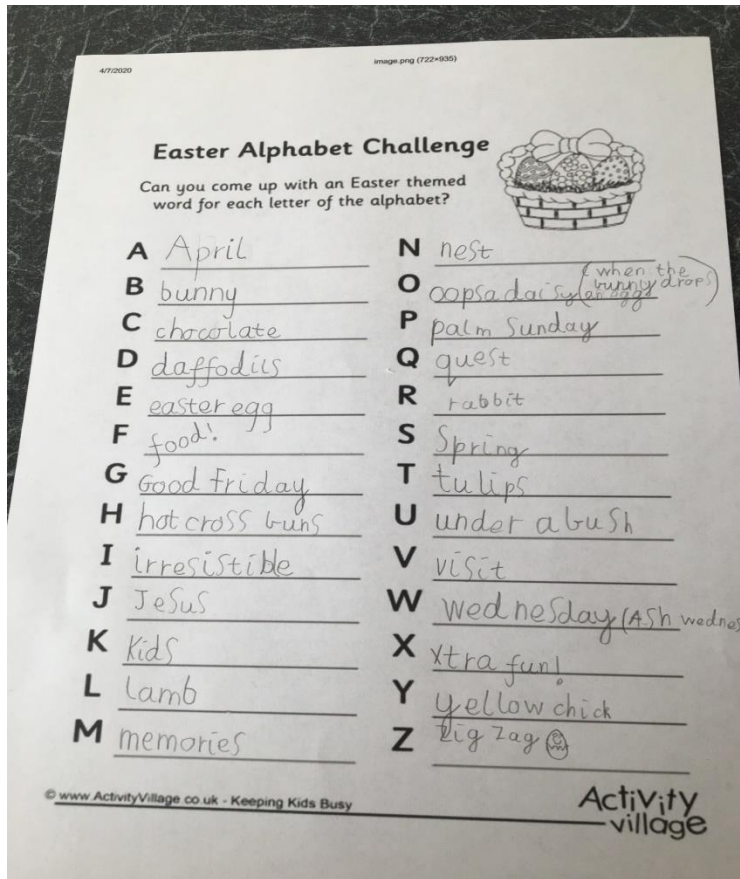 4/7/2020
image.png (722×935)
Easter Alphabet Challenge
Can you come up with an Easter themed
word for each letter of the alphabet?
A April
B bunny
C chocolate
D daffodils
E easter egg
F food!
G Good friday
H hot cross buns
I irresistible
J Jesus
K Kids
L lamb
M memories
N nest
O oopsadaisy (when the
bunny drops
an egg)
P palm Sunday
Q quest
R rabbit
S Spring
T tulips
U under a bush
V visit
W wednesday (Ash wednes
X xtra fun!
Y yellow chick
Z zig zag
© www.ActivityVillage.co.uk - Keeping Kids Busy
Activity
village